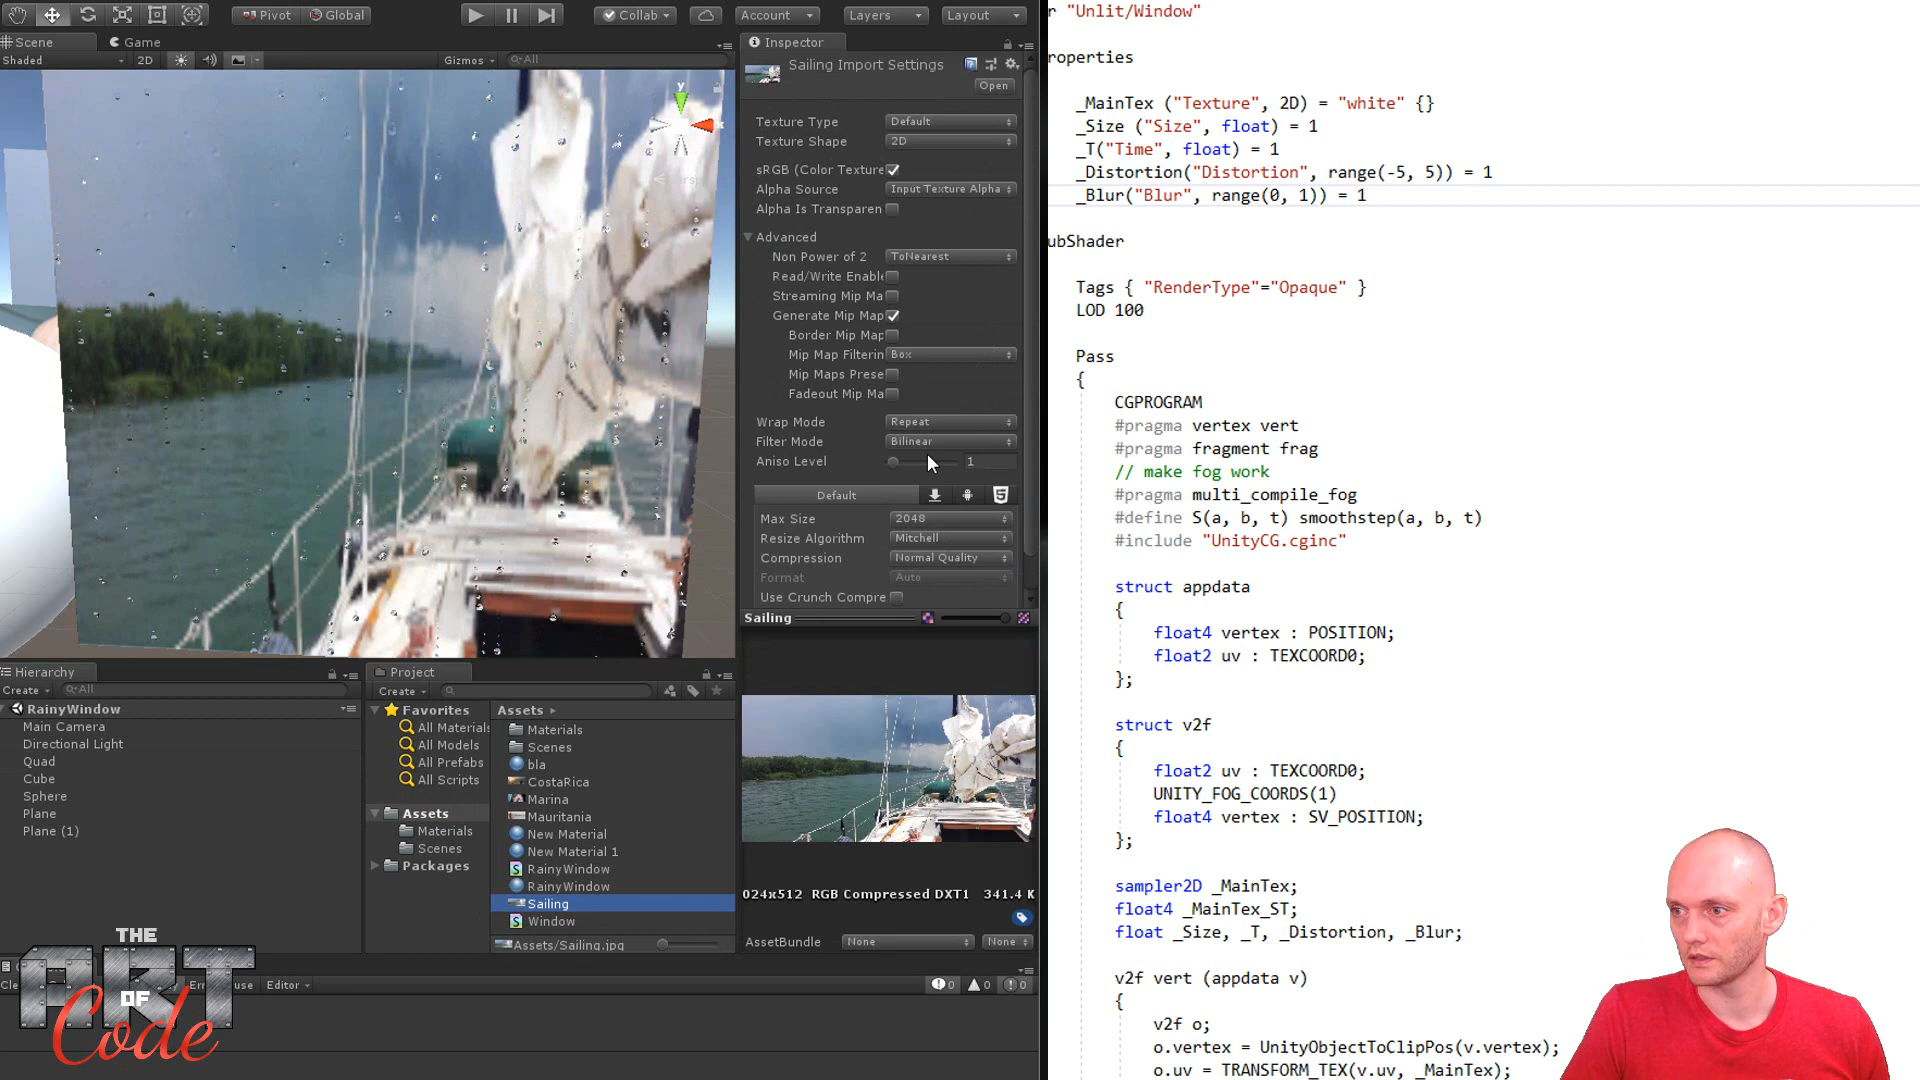 Pivot
Global
Collab
Account
Layers
Layout
Scene
Game
Shaded
2D
Gizmos
All
y
x
Inspector
Sailing Import Settings
Open
Texture Type
Default
Texture Shape
2D
sRGB (Color Texture
Alpha Source
Input Texture Alpha
Alpha Is Transparen
Advanced
Non Power of 2
ToNearest
Read/Write Enable
Streaming Mip Ma
Generate Mip Map
Border Mip Map
Mip Map Filterin
Box
Mip Maps Prese
Fadeout Mip Ma
Wrap Mode
Repeat
Filter Mode
Bilinear
Aniso Level
1
Default
Max Size
2048
Resize Algorithm
Mitchell
Compression
Normal Quality
Format
Auto
Use Crunch Compre
Sailing
024x512 RGB Compressed DXT1 341.4 K
AssetBundle
None
None
Hierarchy
Create
All
RainyWindow
Main Camera
Directional Light
Quad
Cube
Sphere
Plane
Plane (1)
Project
Create
Favorites
All Materials
All Models
All Prefabs
All Scripts
Assets
Materials
Scenes
Packages
Assets
Materials
Scenes
bla
CostaRica
Marina
Mauritania
New Material
New Material 1
RainyWindow
RainyWindow
Sailing
Window
Assets/Sailing.jpg
Editor
0
0
0
THE
ART
OF
Code
r "Unlit/Window"
roperties
_MainTex ("Texture", 2D) = "white" {}
_Size ("Size", float) = 1
_T("Time", float) = 1
_Distortion("Distortion", range(-5, 5)) = 1
_Blur("Blur", range(0, 1)) = 1
ubShader
Tags { "RenderType"="Opaque" }
LOD 100
Pass
{
CGPROGRAM
#pragma vertex vert
#pragma fragment frag
// make fog work
#pragma multi_compile_fog
#define S(a, b, t) smoothstep(a, b, t)
#include "UnityCG.cginc"
struct appdata
{
float4 vertex : POSITION;
float2 uv : TEXCOORD0;
};
struct v2f
{
float2 uv : TEXCOORD0;
UNITY_FOG_COORDS(1)
float4 vertex : SV_POSITION;
};
sampler2D _MainTex;
float4 _MainTex_ST;
float _Size, _T, _Distortion, _Blur;
v2f vert (appdata v)
{
v2f o;
o.vertex = UnityObjectToClipPos(v.vertex);
o.uv = TRANSFORM_TEX(v.uv, _MainTex);